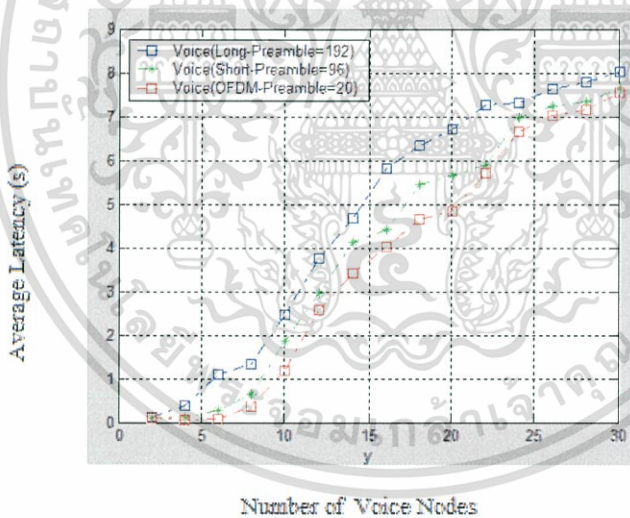 Voice(Long-Preamble=192)
Voice(Short-Preamble=96)
Voice(OFDM-Preamble=20)
9
8
7
6
5
4
3
2
1
0
Average Latency (s)
0 5 10 15 20 25 30
y
Number of Voice Nodes